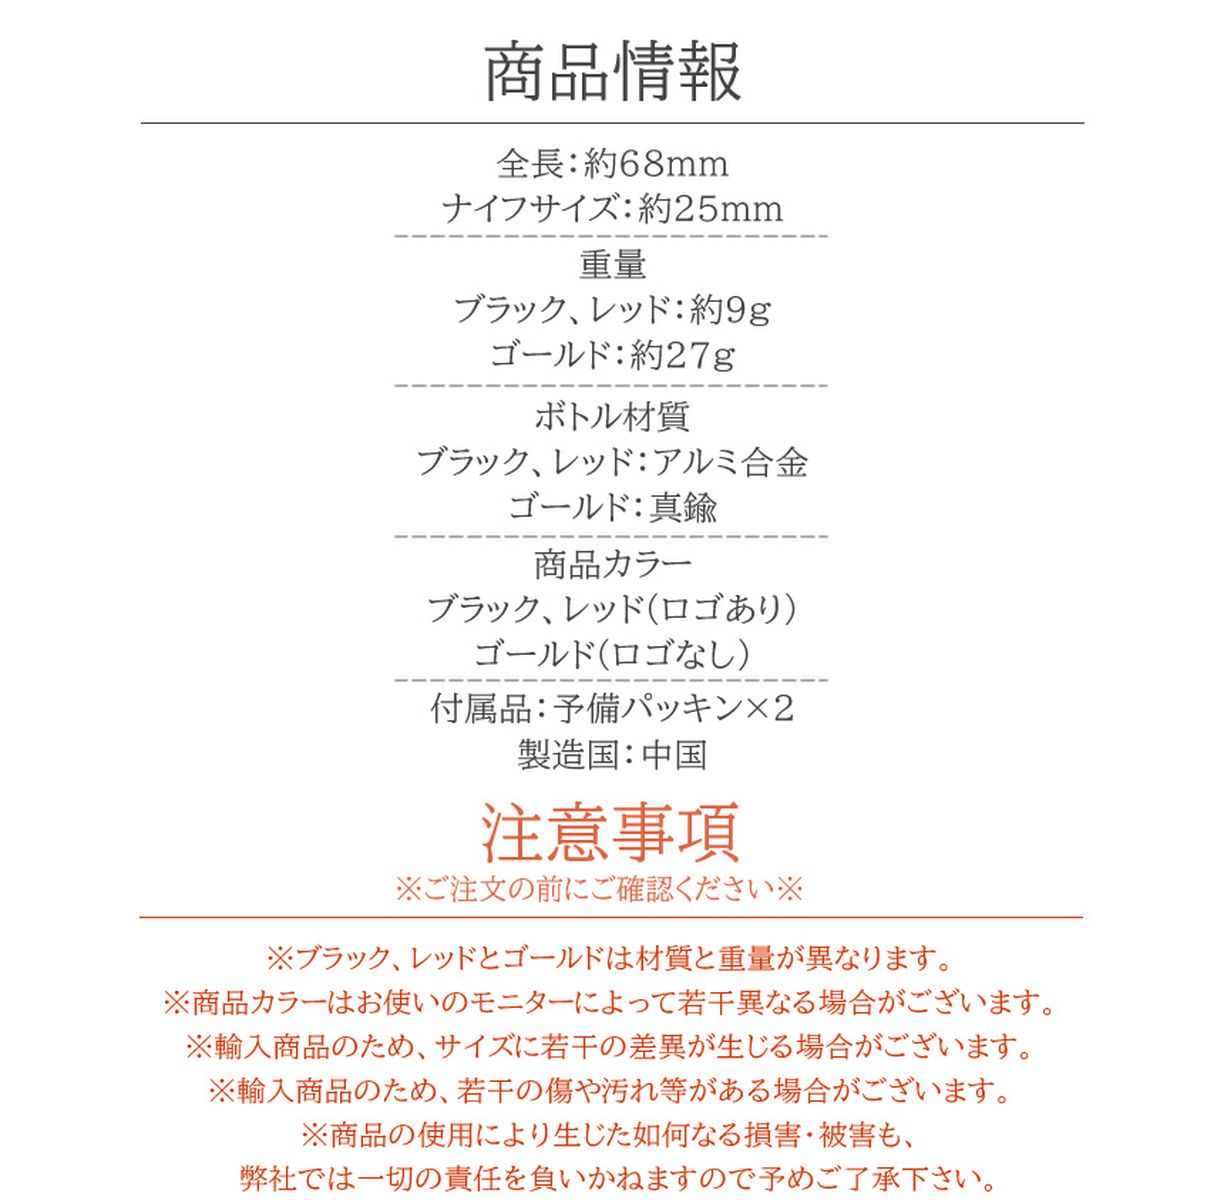 商品情報
全長：約68mm
ナイフサイズ：約25mm
重量
ブラック、レッド：約9g
ゴールド：約27g
ボトル材質
ブラック、レッド：アルミ合金
ゴールド：真鍮
商品カラー
ブラック、レッド（ロゴあり）
ゴールド（ロゴなし）
付属品：予備パッキン×2
製造国：中国
注意事項
※ご注文の前にご確認ください※
※ブラック、レッドとゴールドは材質と重量が異なります。
※商品カラーはお使いのモニターによって若干異なる場合がございます。
※輸入商品のため、サイズに若干の差異が生じる場合がございます。
※輸入商品のため、若干の傷や汚れ等がある場合がございます。
※商品の使用により生じた如何なる損害・被害も、
弊社では一切の責任を負いかねますので予めご了承下さい。